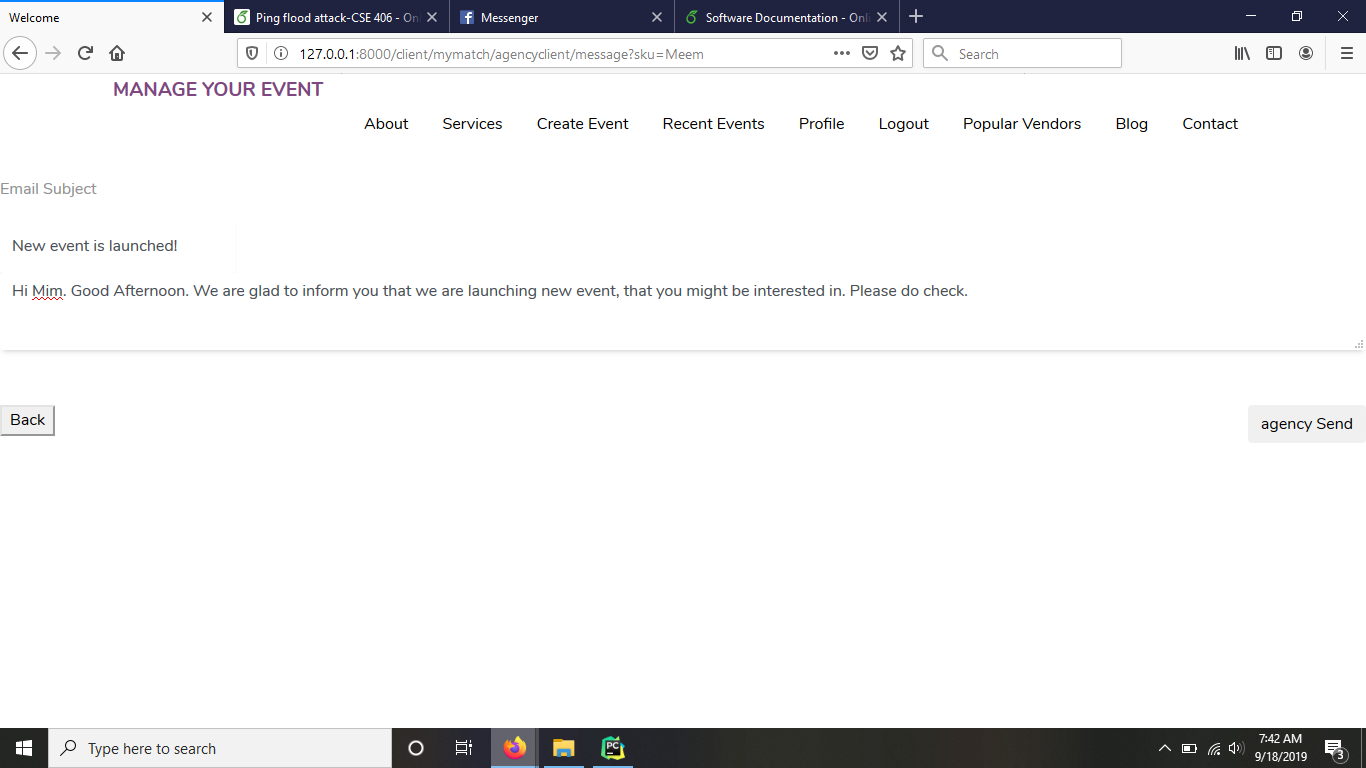 Welcome
Ping flood attack-CSE 406 - Onl
Messenger
Software Documentation - Onli
127.0.0.1:8000/client/mymatch/agencyclient/message?sku=Meem
Search
MANAGE YOUR EVENT
About Services Create Event Recent Events Profile Logout Popular Vendors Blog Contact
Email Subject
New event is launched!
Hi Mim. Good Afternoon. We are glad to inform you that we are launching new event, that you might be interested in. Please do check.
Back
agency Send
Type here to search
PC
7:42 AM
9/18/2019
3